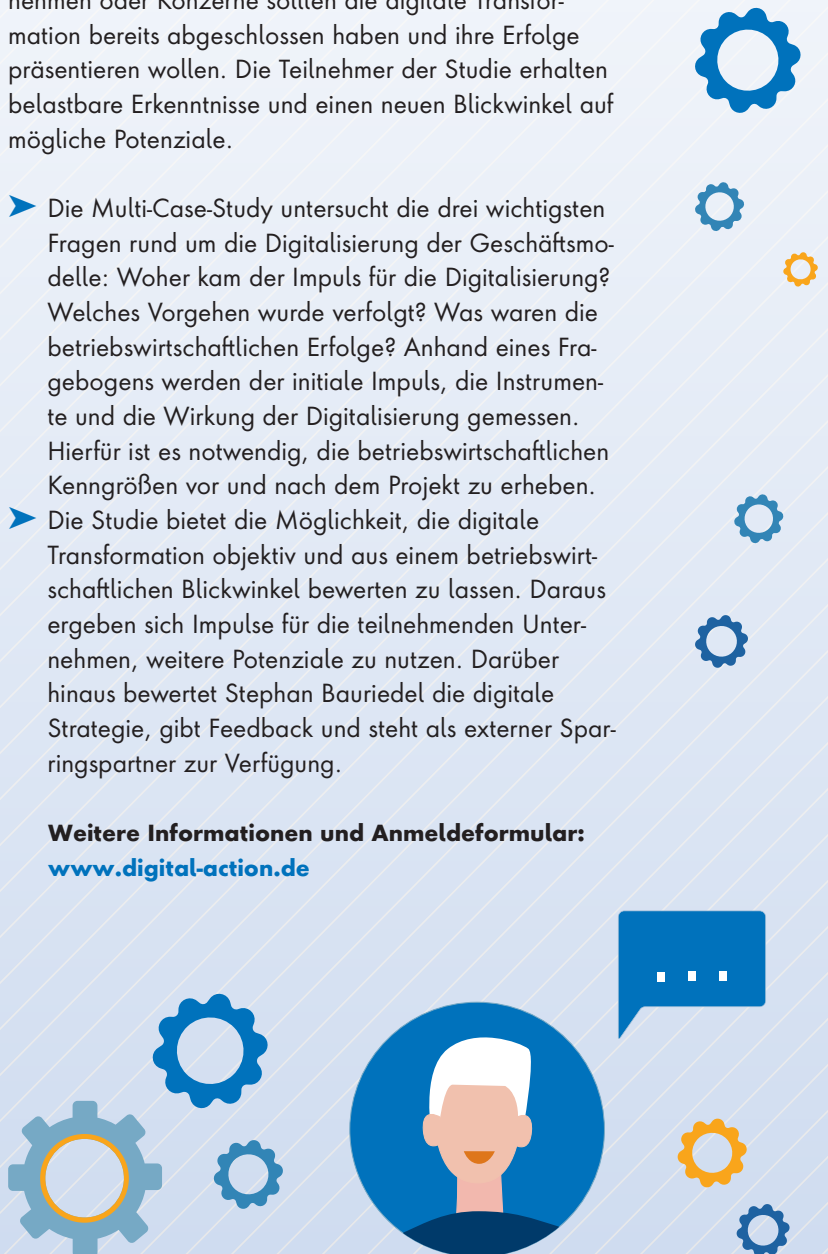 nehmen oder Konzerne sollten die digitale Transfor-
mation bereits abgeschlossen haben und ihre Erfolge
präsentieren wollen. Die Teilnehmer der Studie erhalten
belastbare Erkenntnisse und einen neuen Blickwinkel auf
mögliche Potenziale.
➤ Die Multi-Case-Study untersucht die drei wichtigsten
Fragen rund um die Digitalisierung der Geschäftsmo-
delle: Woher kam der Impuls für die Digitalisierung?
Welches Vorgehen wurde verfolgt? Was waren die
betriebswirtschaftlichen Erfolge? Anhand eines Fra-
gebogens werden der initiale Impuls, die Instrumen-
te und die Wirkung der Digitalisierung gemessen.
Hierfür ist es notwendig, die betriebswirtschaftlichen
Kenngrößen vor und nach dem Projekt zu erheben.
➤ Die Studie bietet die Möglichkeit, die digitale
Transformation objektiv und aus einem betriebswirt-
schaftlichen Blickwinkel bewerten zu lassen. Daraus
ergeben sich Impulse für die teilnehmenden Unter-
nehmen, weitere Potenziale zu nutzen. Darüber
hinaus bewertet Stephan Bauriedel die digitale
Strategie, gibt Feedback und steht als externer Spar-
ringspartner zur Verfügung.
Weitere Informationen und Anmeldeformular:
www.digital-action.de